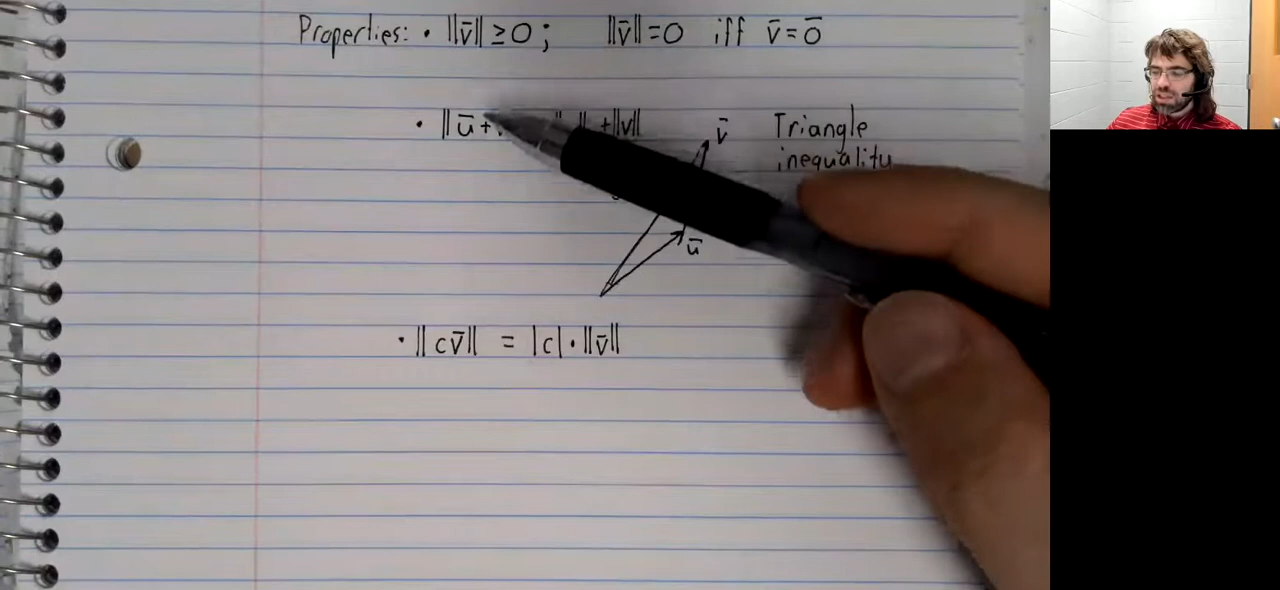 Properties: • ‖v̄‖ ≥ 0 ; ‖v̄‖ = 0 iff v̄ = 0̄
• ‖ū + ‖ + ‖v‖
v̄
Triangle
inequality
ū
• ‖cv̄‖ = |c| • ‖v̄‖